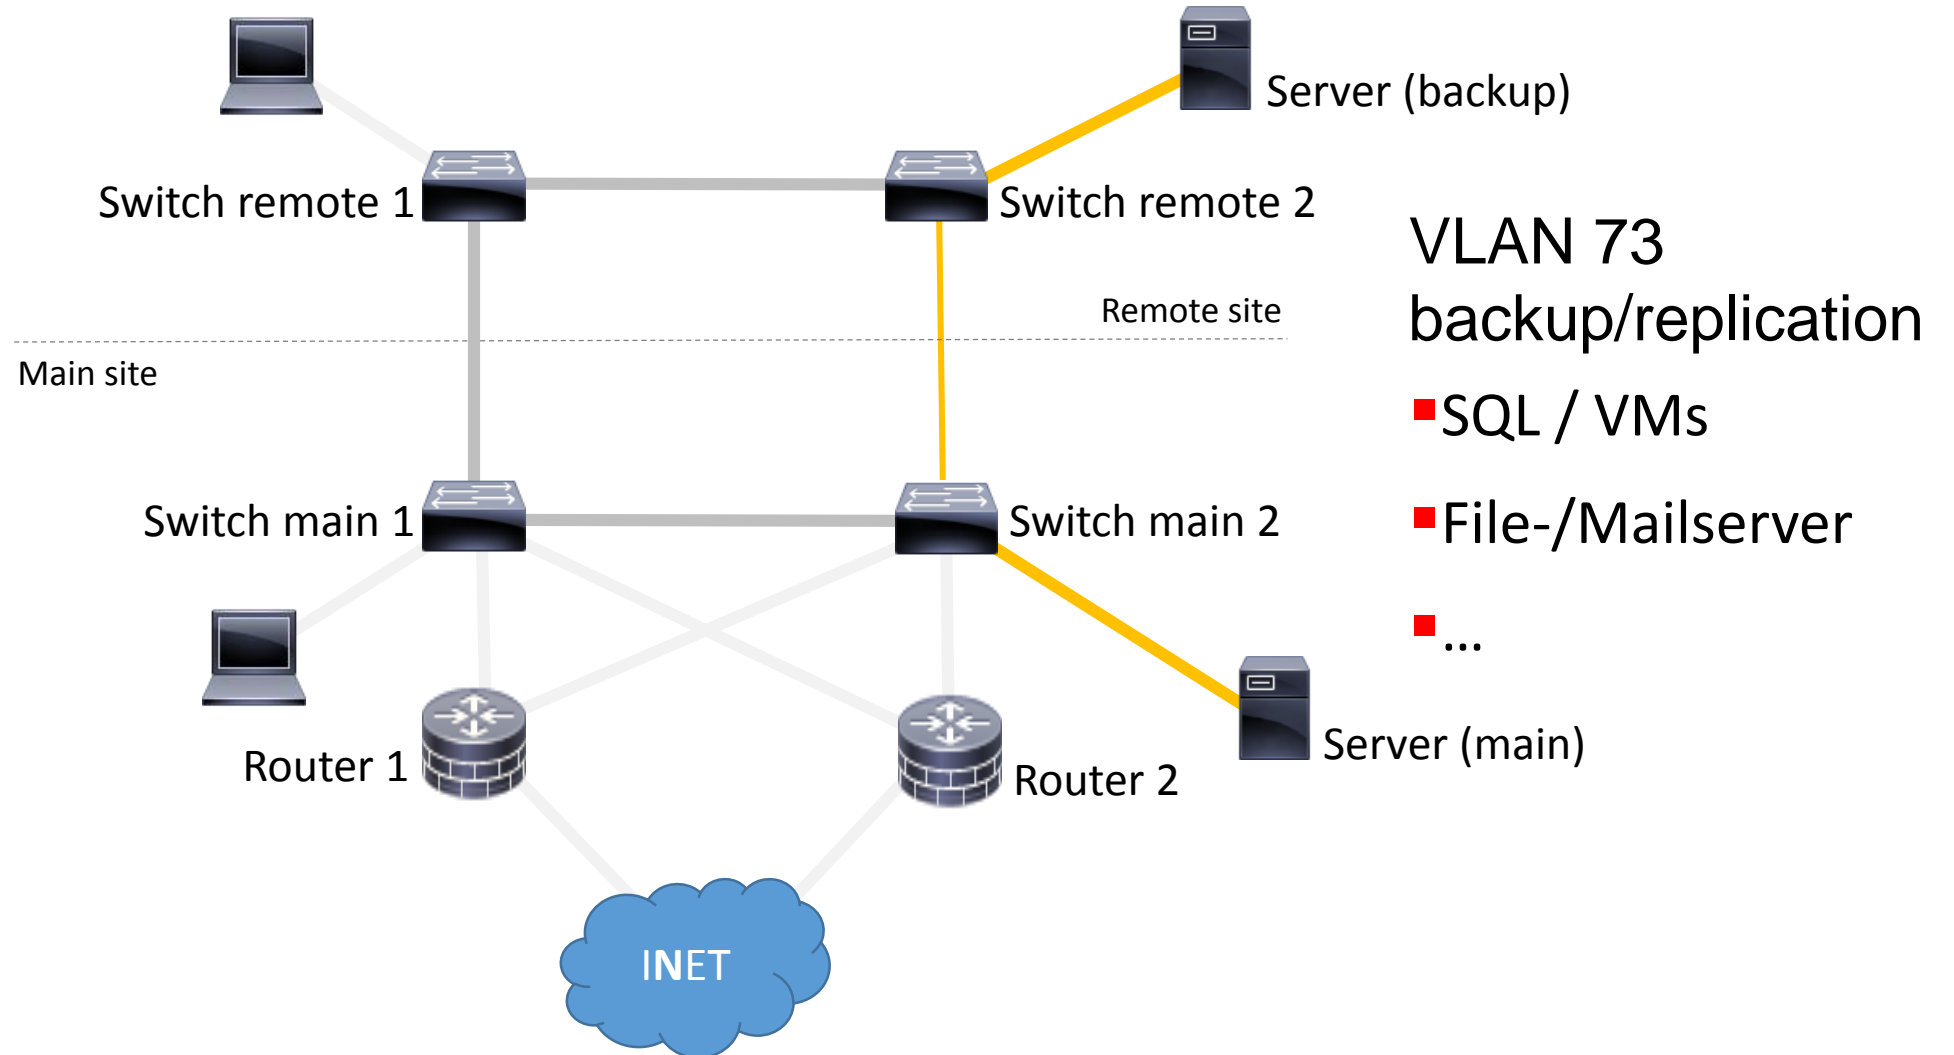 Server (backup)
Switch remote 1
Switch remote 2
VLAN 73
backup/replication
Remote site
Main site
▪SQL / VMs
▪File-/Mailserver
▪...
Switch main 1
Switch main 2
Router 1
Router 2
Server (main)
INET